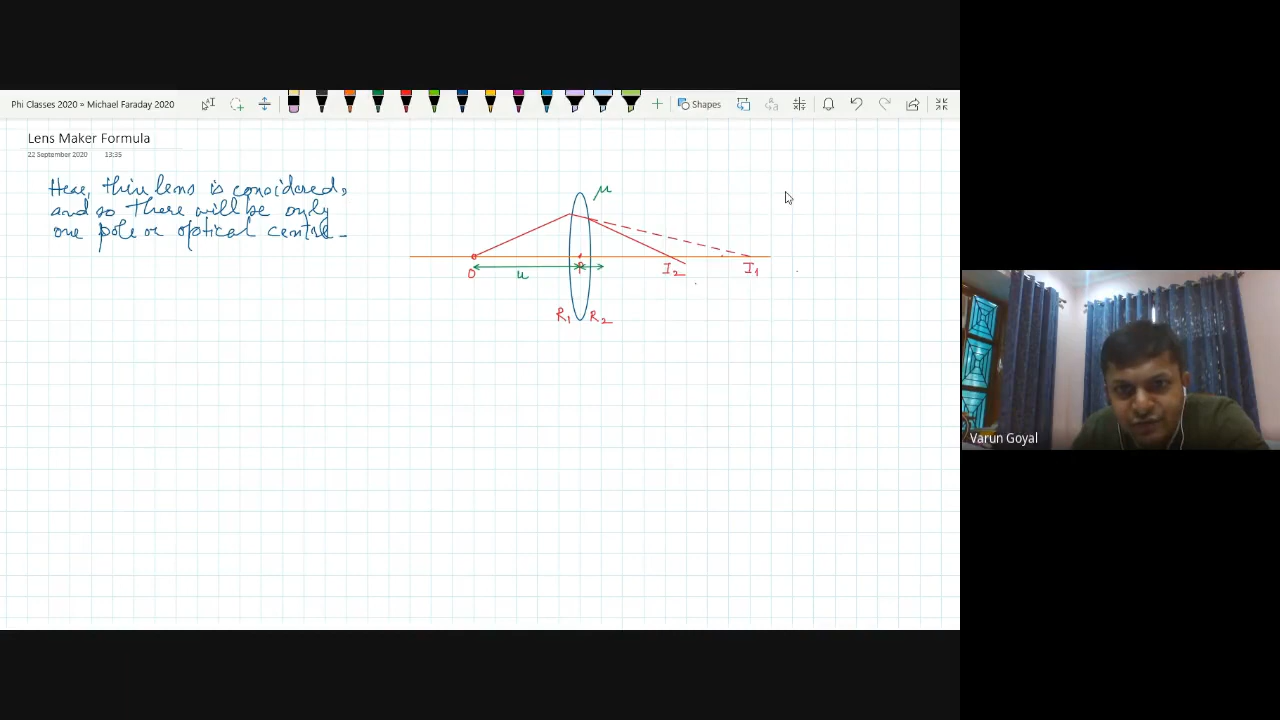 Phi Classes 2020 » Michael Faraday 2020
Shapes
Lens Maker Formula
22 September 2020 13:35
Here, thin lens is considered,
and so there will be only
one pole or optical centre.
μ
O
u
P
I2
I1
R1
R2
Varun Goyal